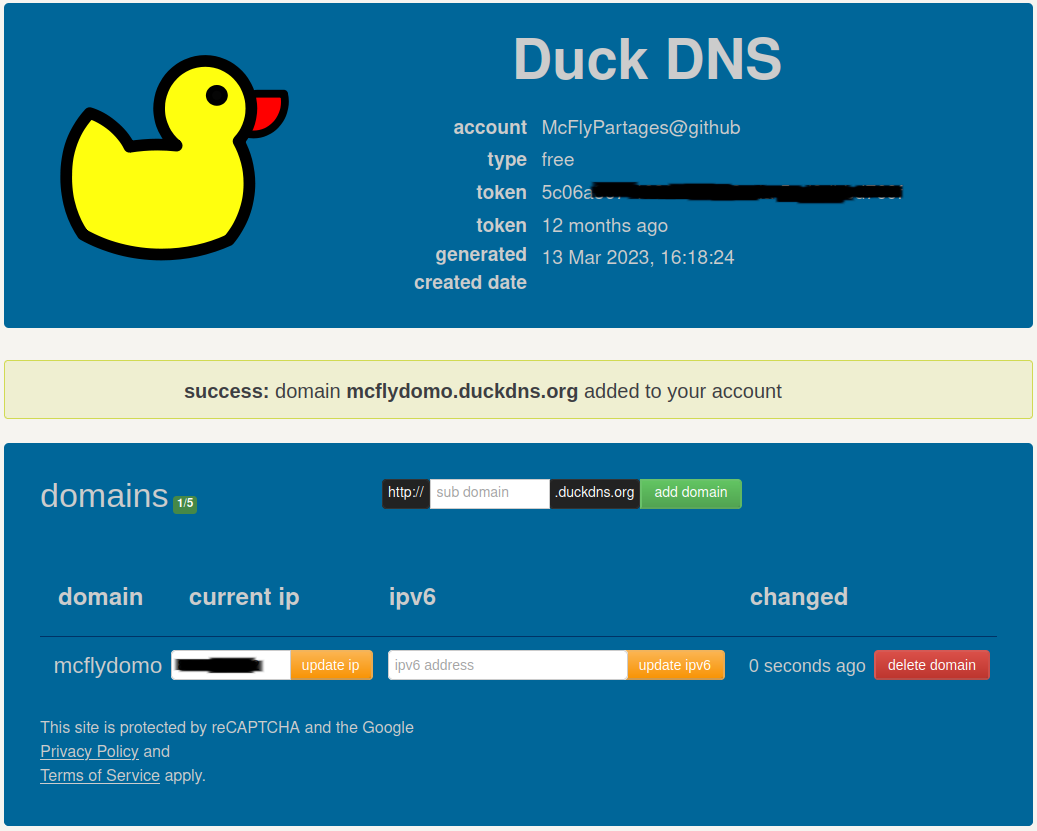 Duck DNS
account McFlyPartages@github
type free
token 5c06a
token 12 months ago
generated 13 Mar 2023, 16:18:24
created date
success: domain mcflydomo.duckdns.org added to your account
domains 1/5 http:// sub domain .duckdns.org add domain
domain current ip ipv6 changed
mcflydomo update ip ipv6 address update ipv6 0 seconds ago delete domain
This site is protected by reCAPTCHA and the Google
Privacy Policy and
Terms of Service apply.